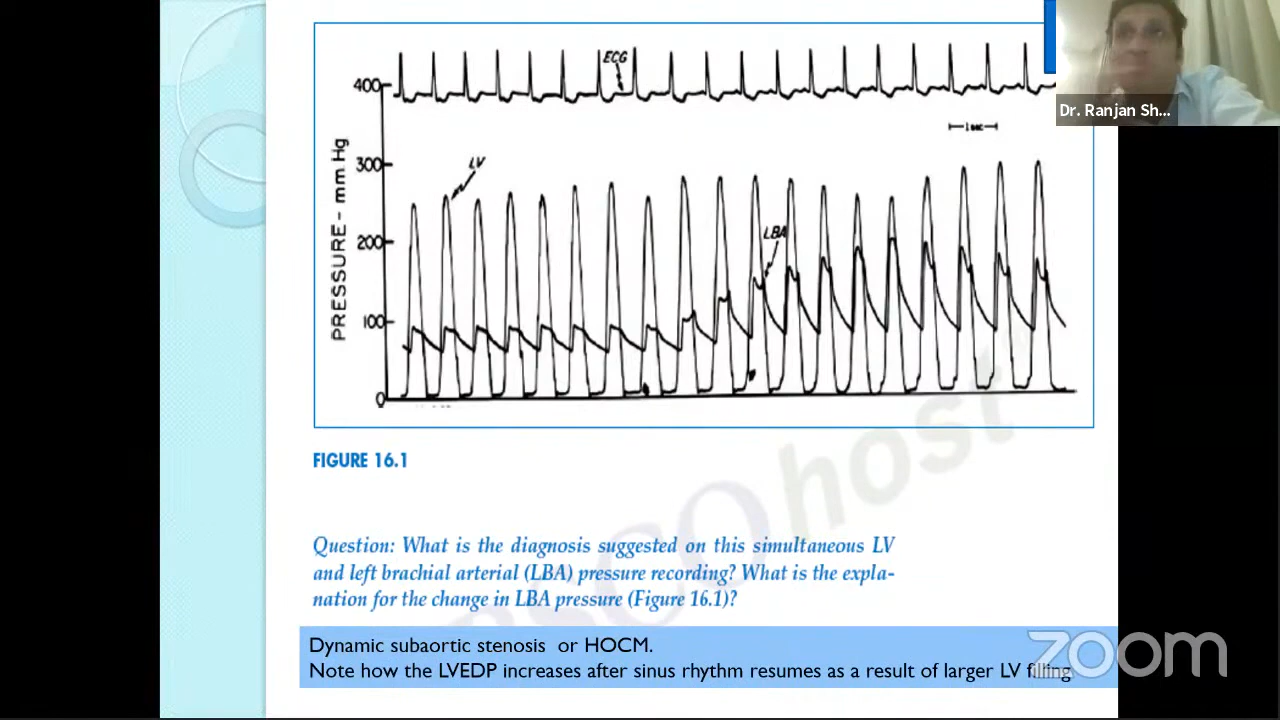 ECG
400
Dr. Ranjan Sh...
1 sec
PRESSURE - mm Hg
300
LV
200
LBA
100
0
FIGURE 16.1
host
Question: What is the diagnosis suggested on this simultaneous LV
and left brachial arterial (LBA) pressure recording? What is the expla-
nation for the change in LBA pressure (Figure 16.1)?
Dynamic subaortic stenosis or HOCM.
Note how the LVEDP increases after sinus rhythm resumes as a result of larger LV filling
zoom